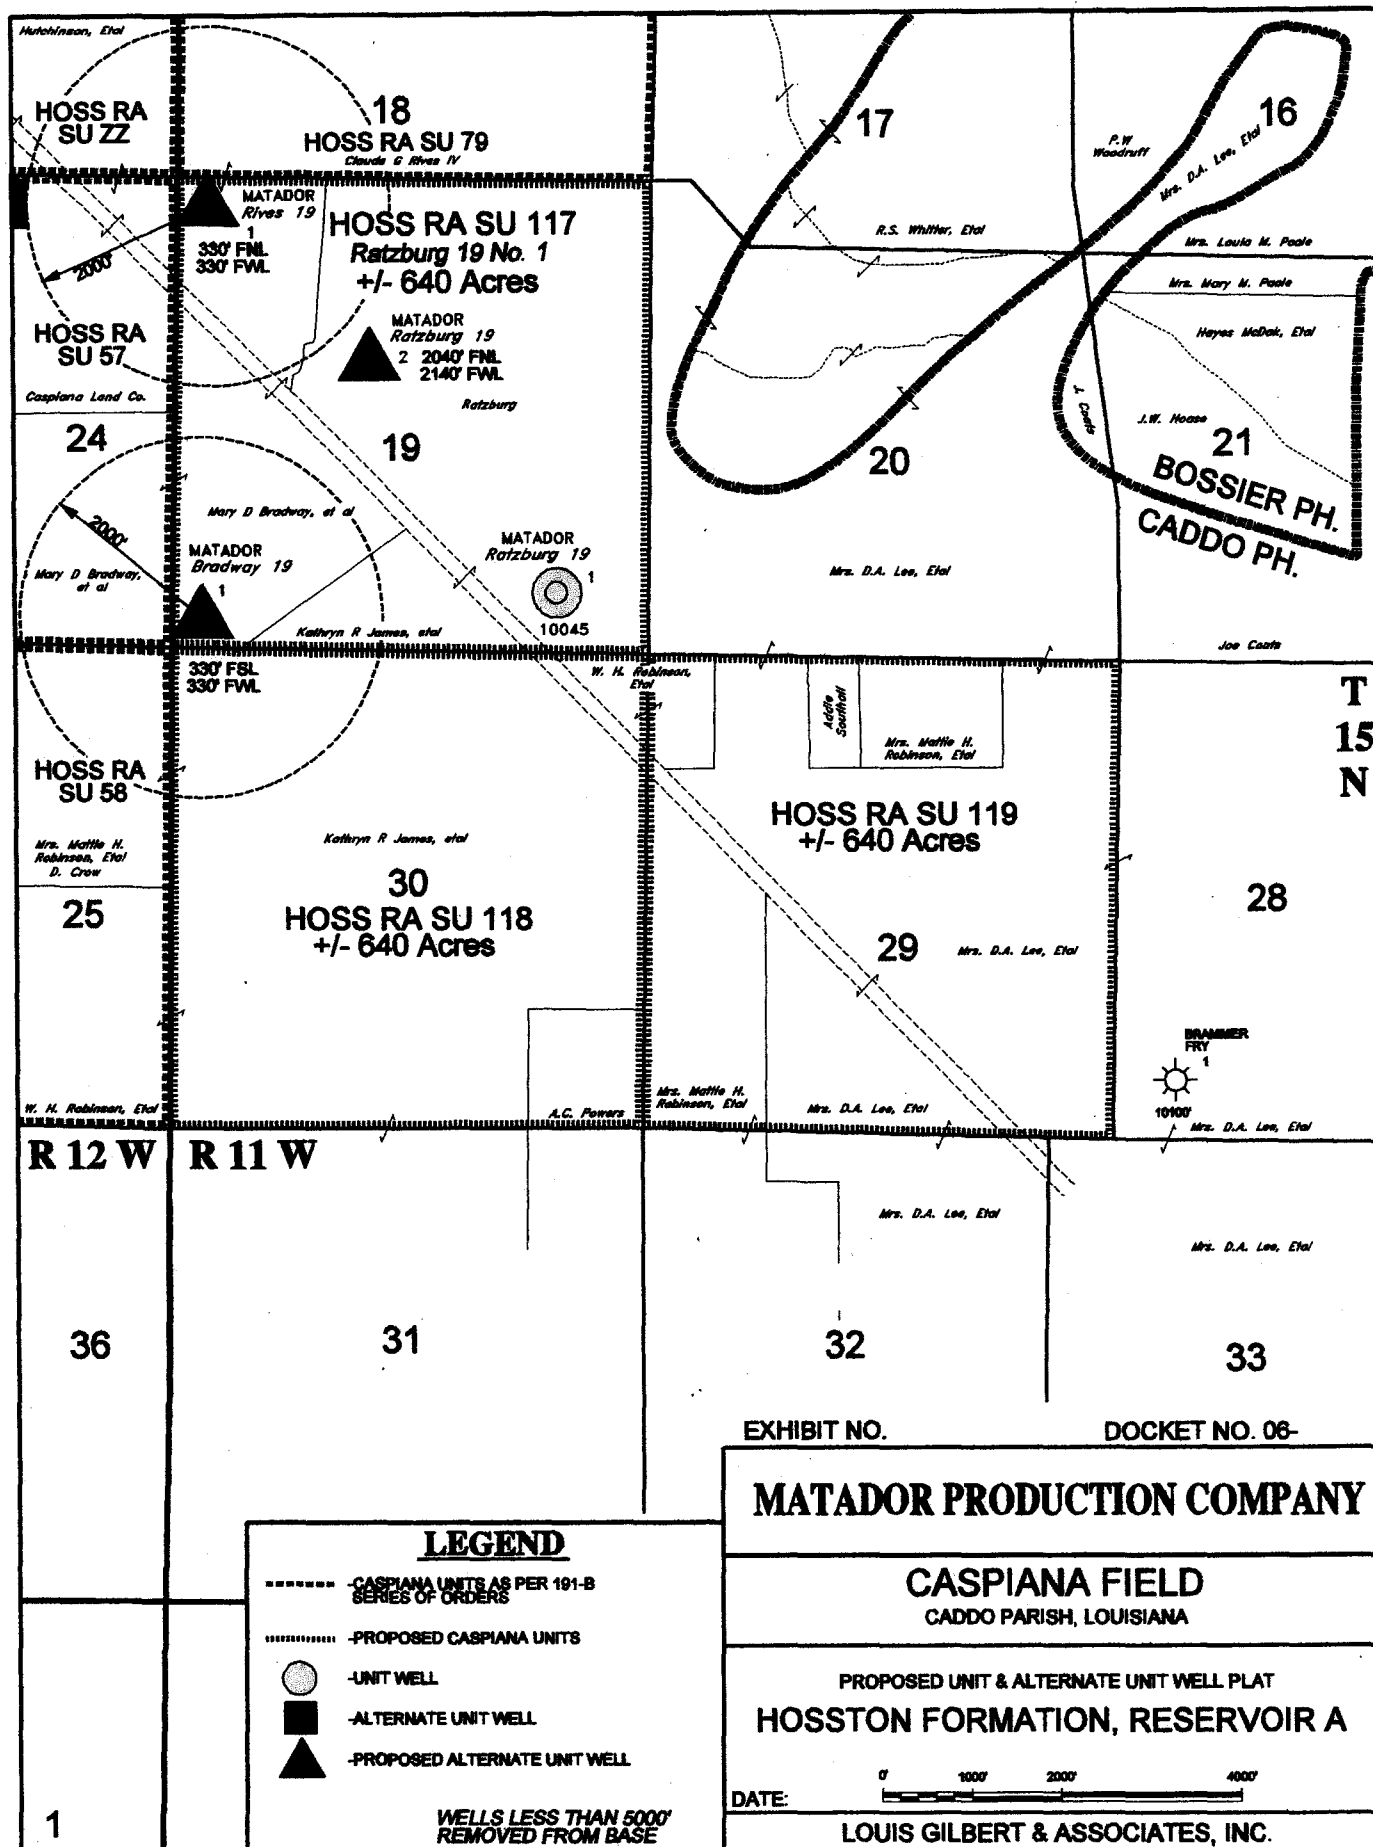 Hutchinson, Etal
HOSS RA
SU ZZ
18
HOSS RA SU 79
Claude G Rives IV
17
16
P.W
Woodruff
Mrs. D.A. Lee, Etal
MATADOR
Rives 19
1
330' FNL
330' FWL
2000'
HOSS RA SU 117
Ratzburg 19 No. 1
+/- 640 Acres
R.S. Whittier, Etal
Mrs. Louis M. Poole
Mrs. Mary M. Poole
Hayes McDak, Etal
HOSS RA
SU 57
MATADOR
Ratzburg 19
2 2040' FNL
2140' FWL
Ratzburg
Caspiana Land Co.
24
19
20
J. Coats
J.W. Hoase
21
BOSSIER PH.
CADDO PH.
2000'
Mary D Bradway, et al
MATADOR
Bradway 19
1
MATADOR
Ratzburg 19
1
10045
Mary D Bradway,
et al
Mrs. D.A. Lee, Etal
Kathryn R James, etal
Joe Coats
330' FSL
330' FWL
W. H. Robinson,
Etal
Addie
Southall
Mrs. Mattie H.
Robinson, Etal
T
15
N
HOSS RA
SU 58
HOSS RA SU 119
+/- 640 Acres
Mrs. Mattie H.
Robinson, Etal
D. Crow
Kathryn R James, etal
30
HOSS RA SU 118
+/- 640 Acres
25
29
Mrs. D.A. Lee, Etal
28
BRAMMER
FRY
1
10100'
W. H. Robinson, Etal
A.C. Powers
Mrs. Mattie H.
Robinson, Etal
Mrs. D.A. Lee, Etal
Mrs. D.A. Lee, Etal
R 12 W
R 11 W
Mrs. D.A. Lee, Etal
Mrs. D.A. Lee, Etal
36
31
32
33
EXHIBIT NO.
DOCKET NO. 06-
MATADOR PRODUCTION COMPANY
CASPIANA FIELD
CADDO PARISH, LOUISIANA
PROPOSED UNIT & ALTERNATE UNIT WELL PLAT
HOSSTON FORMATION, RESERVOIR A
0' 1000' 2000' 4000'
DATE:
LOUIS GILBERT & ASSOCIATES, INC.
LEGEND
-CASPIANA UNITS AS PER 191-B
SERIES OF ORDERS
-PROPOSED CASPIANA UNITS
-UNIT WELL
-ALTERNATE UNIT WELL
-PROPOSED ALTERNATE UNIT WELL
WELLS LESS THAN 5000'
REMOVED FROM BASE
1